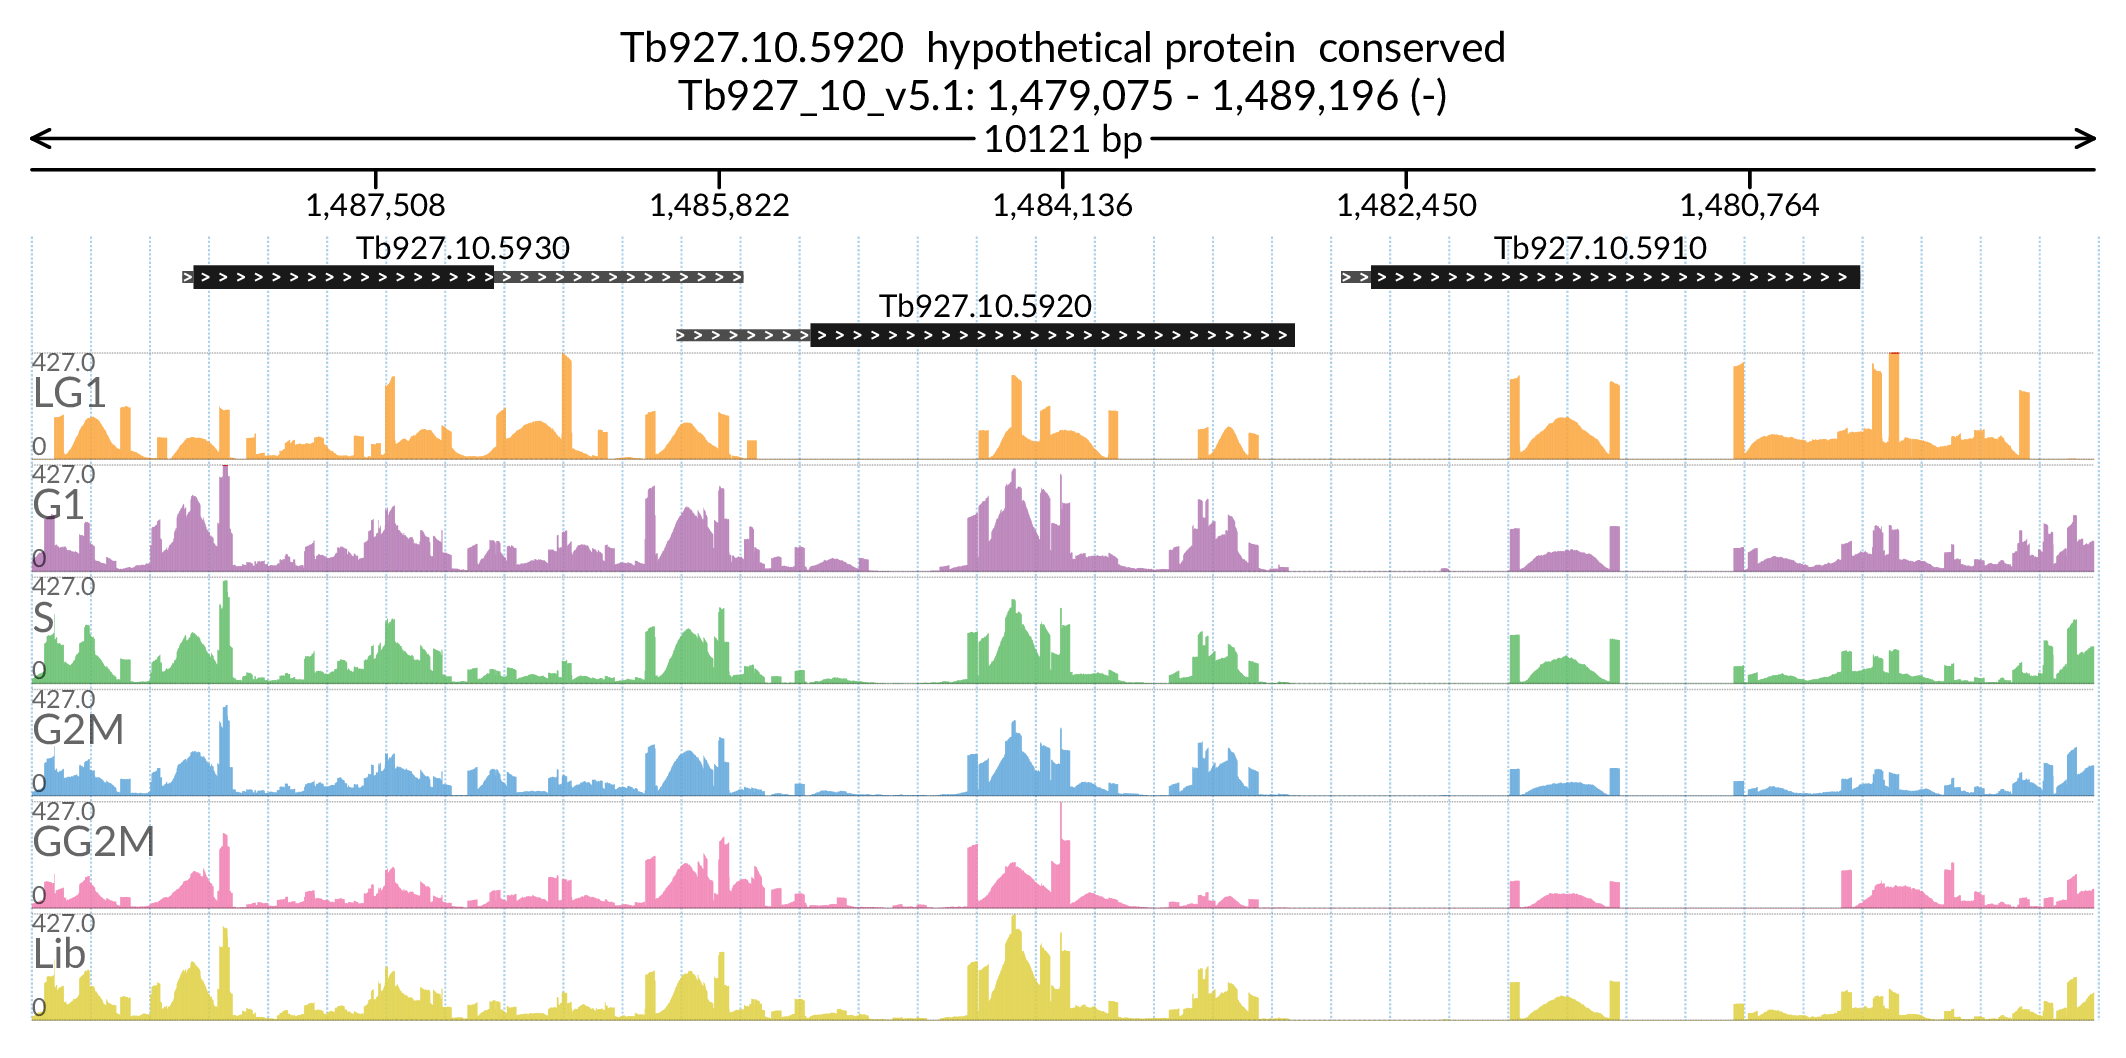 Tb927.10.5920 hypothetical protein conserved
Tb927_10_v5.1: 1,479,075 - 1,489,196 (-)
10121 bp
1,487,508 1,485,822 1,484,136 1,482,450 1,480,764
Tb927.10.5930 Tb927.10.5910
Tb927.10.5920
427.0
LG1
0
427.0
G1
0
427.0
S
0
427.0
G2M
0
427.0
GG2M
0
427.0
Lib
0